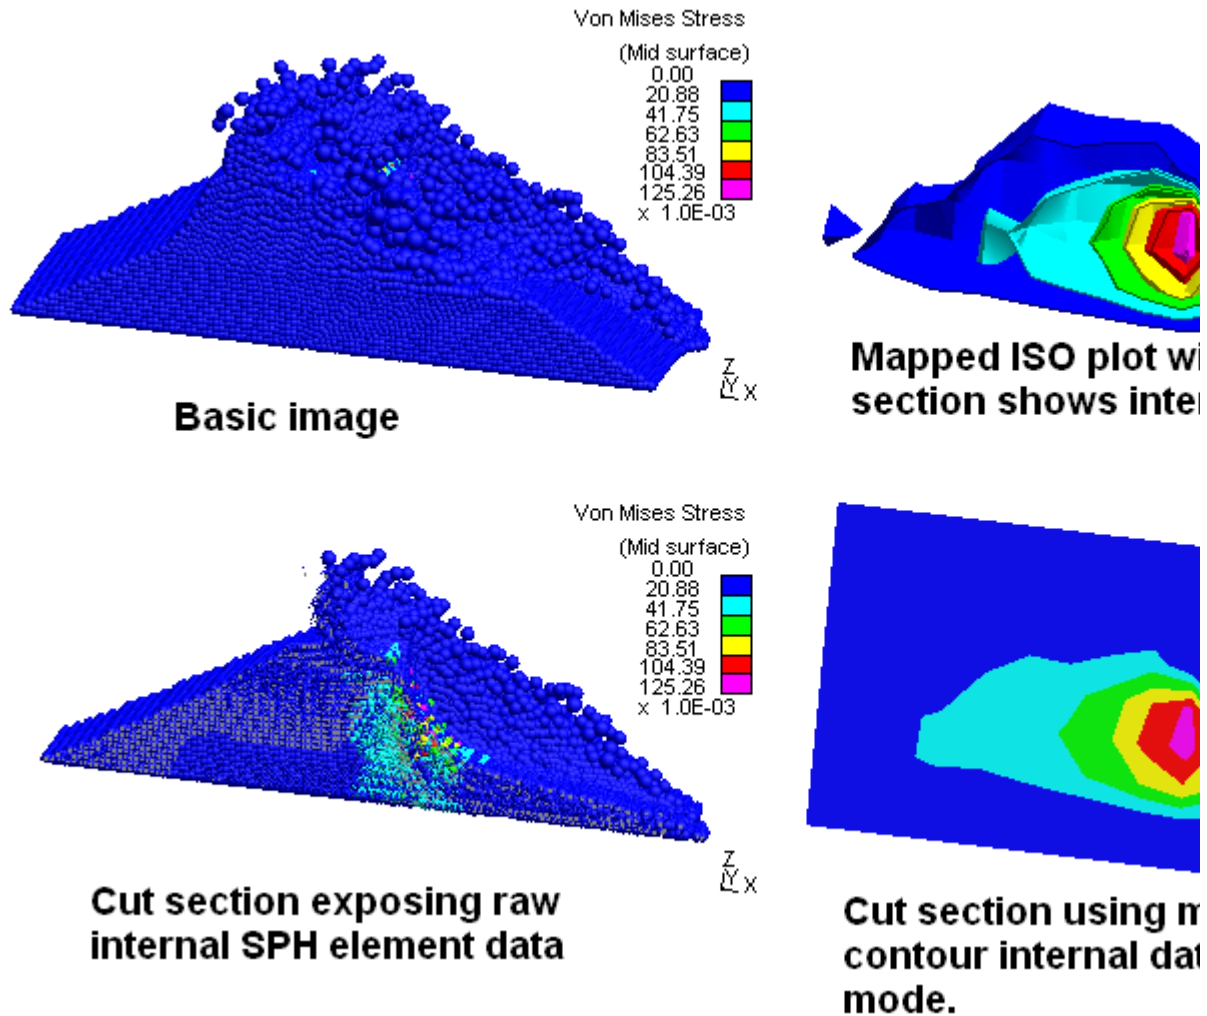 Von Mises Stress
(Mid surface)
0.00
20.88
41.75
62.63
83.51
104.39
125.26
x 1.0E-03
Z
Y X
Basic image
Mapped ISO plot
section shows
Von Mises Stress
(Mid surface)
0.00
20.88
41.75
62.63
83.51
104.39
125.26
x 1.0E-03
Z
Y X
Cut section exposing raw
internal SPH element data
Cut section using
contour internal
mode.